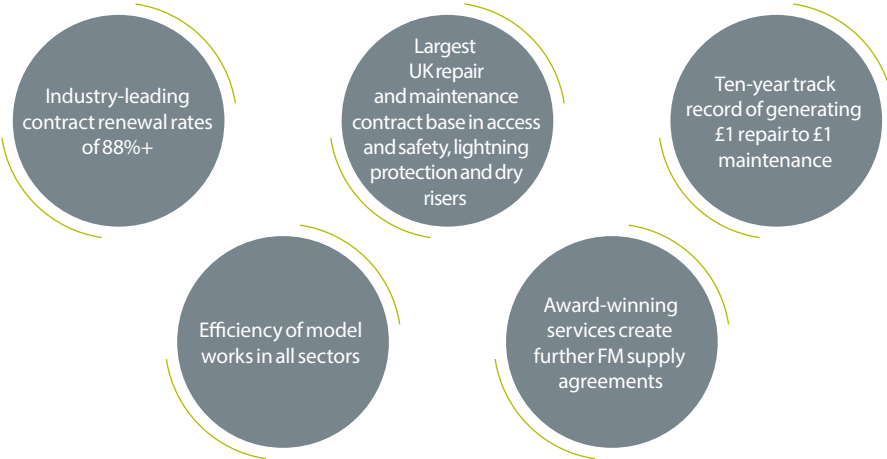 Industry-leading
contract renewal rates
of 88%+
Largest
UK repair
and maintenance
contract base in access
and safety, lightning
protection and dry
risers
Ten-year track
record of generating
£1 repair to £1
maintenance
Efficiency of model
works in all sectors
Award-winning
services create
further FM supply
agreements